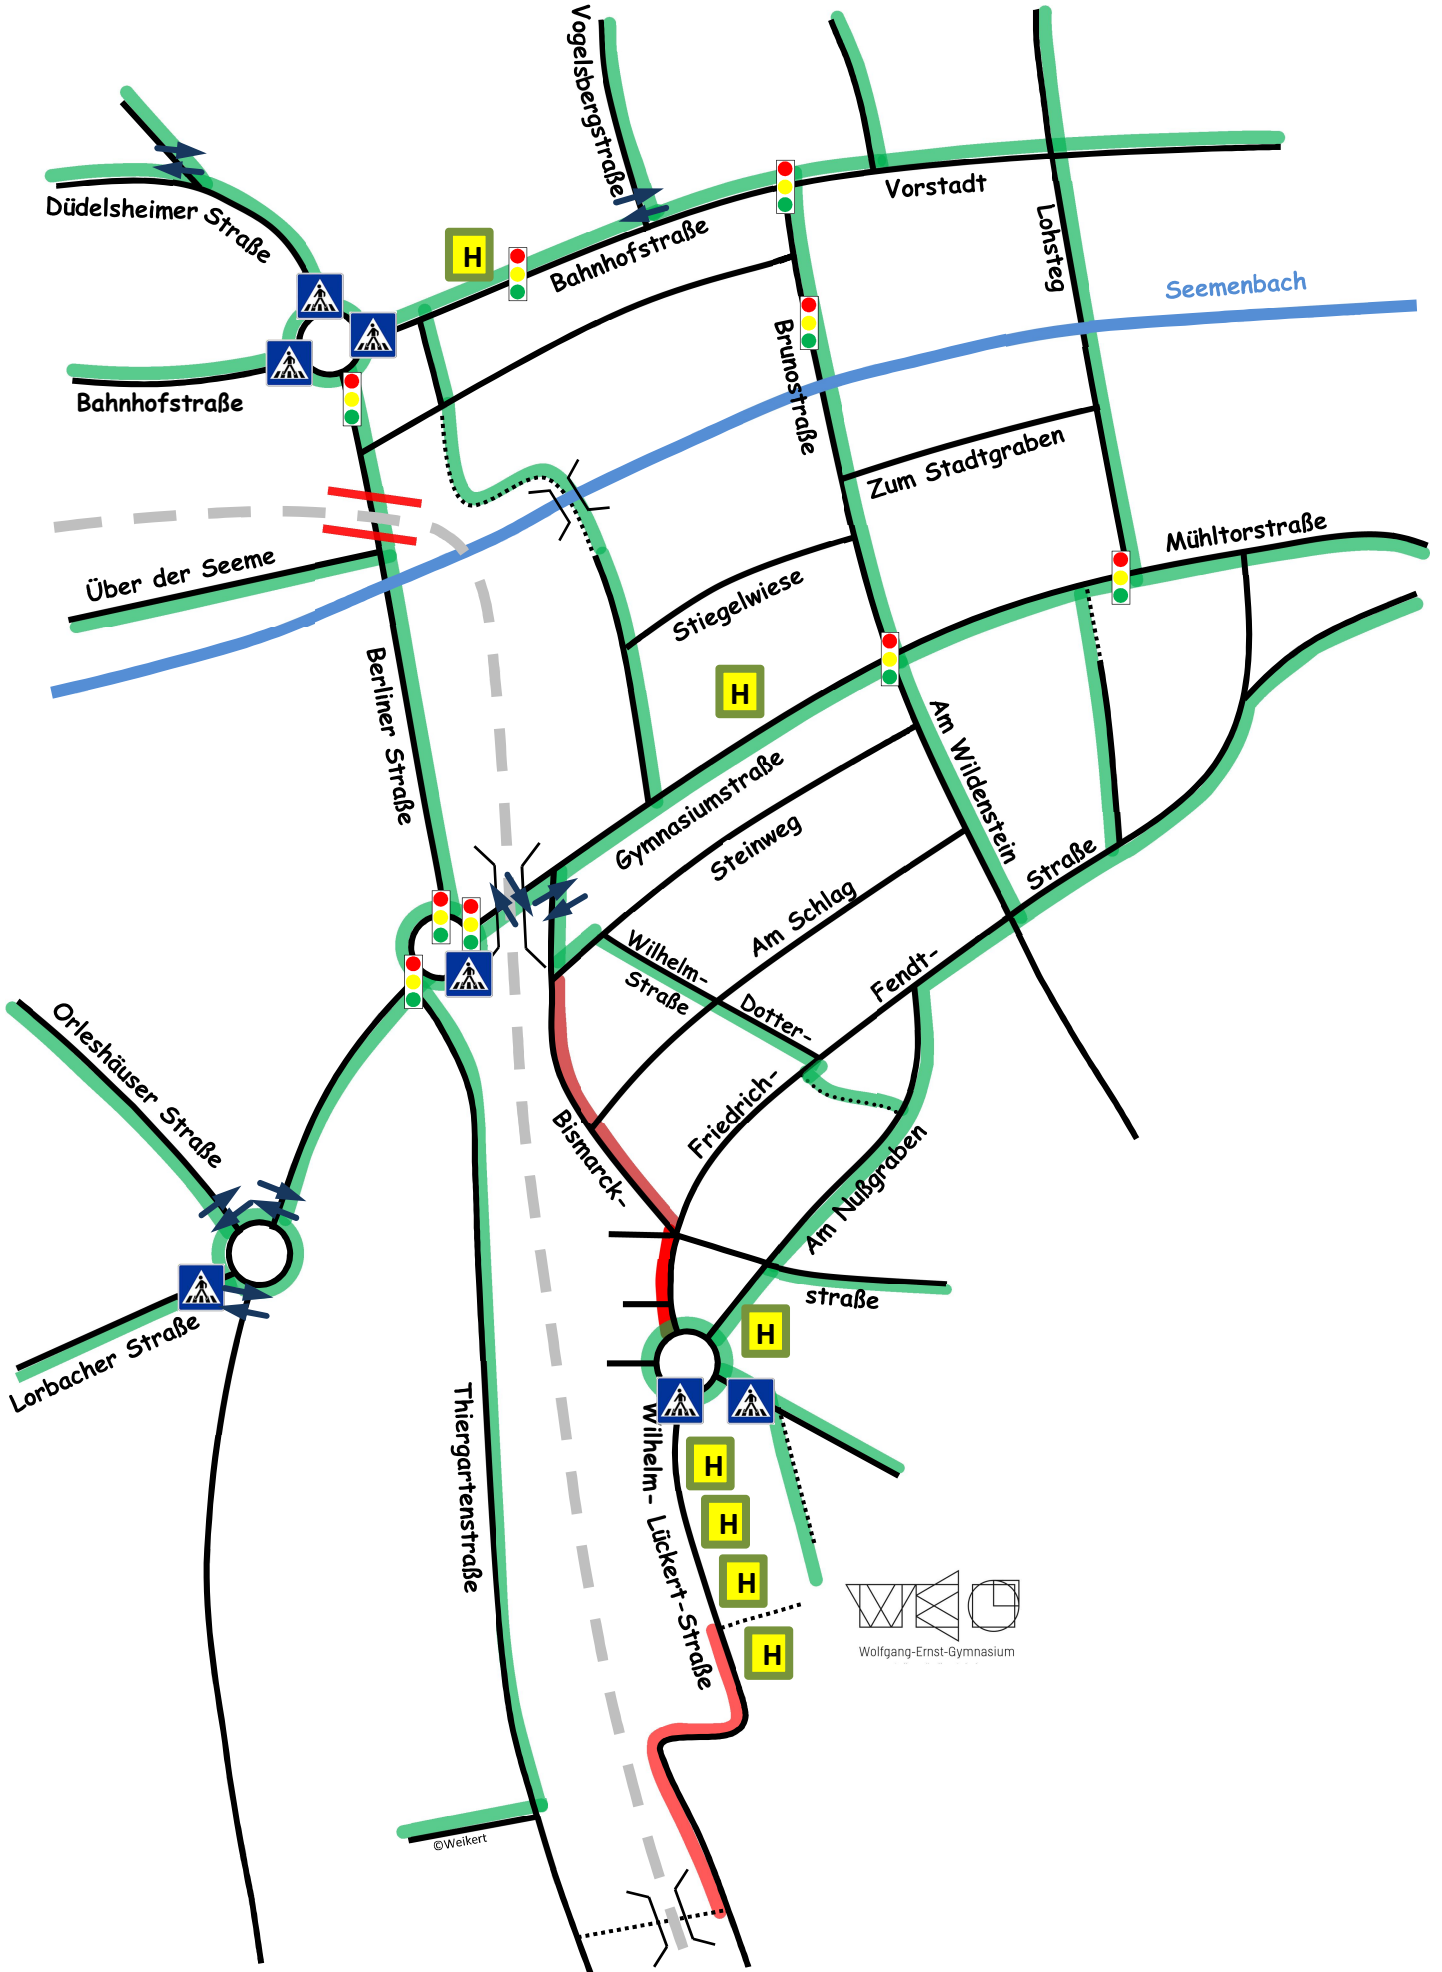 Vogelsbergstraße
Vorstadt
Düdelsheimer Straße
H
Bahnhofstraße
Lohsteg
Seemenbach
Brunostraße
Bahnhofstraße
Zum Stadtgraben
Mühltorstraße
Über der Seeme
Stiegelwiese
Berliner Straße
H
Am Wildenstein
Gymnasiumstraße
Steinweg
Straße
Am Schlag
Wilhelm-
Straße
Dotter-
Fendt-
Orleshäuser Straße
Friedrich-
Bismarck-
Am Nußgraben
straße
H
Lorbacher Straße
Thiergartenstraße
Wilhelm- Lückert-Straße
H
H
H
H
WEG
Wolfgang-Ernst-Gymnasium
©Weikert